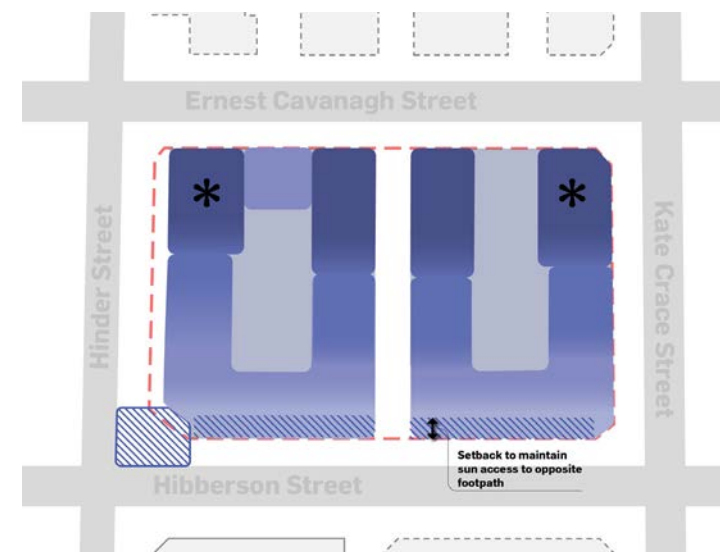 Ernest Cavanagh Street
Hinder Street
Kate Crace Street
*
*
Setback to maintain
sun access to opposite
footpath
Hibberson Street